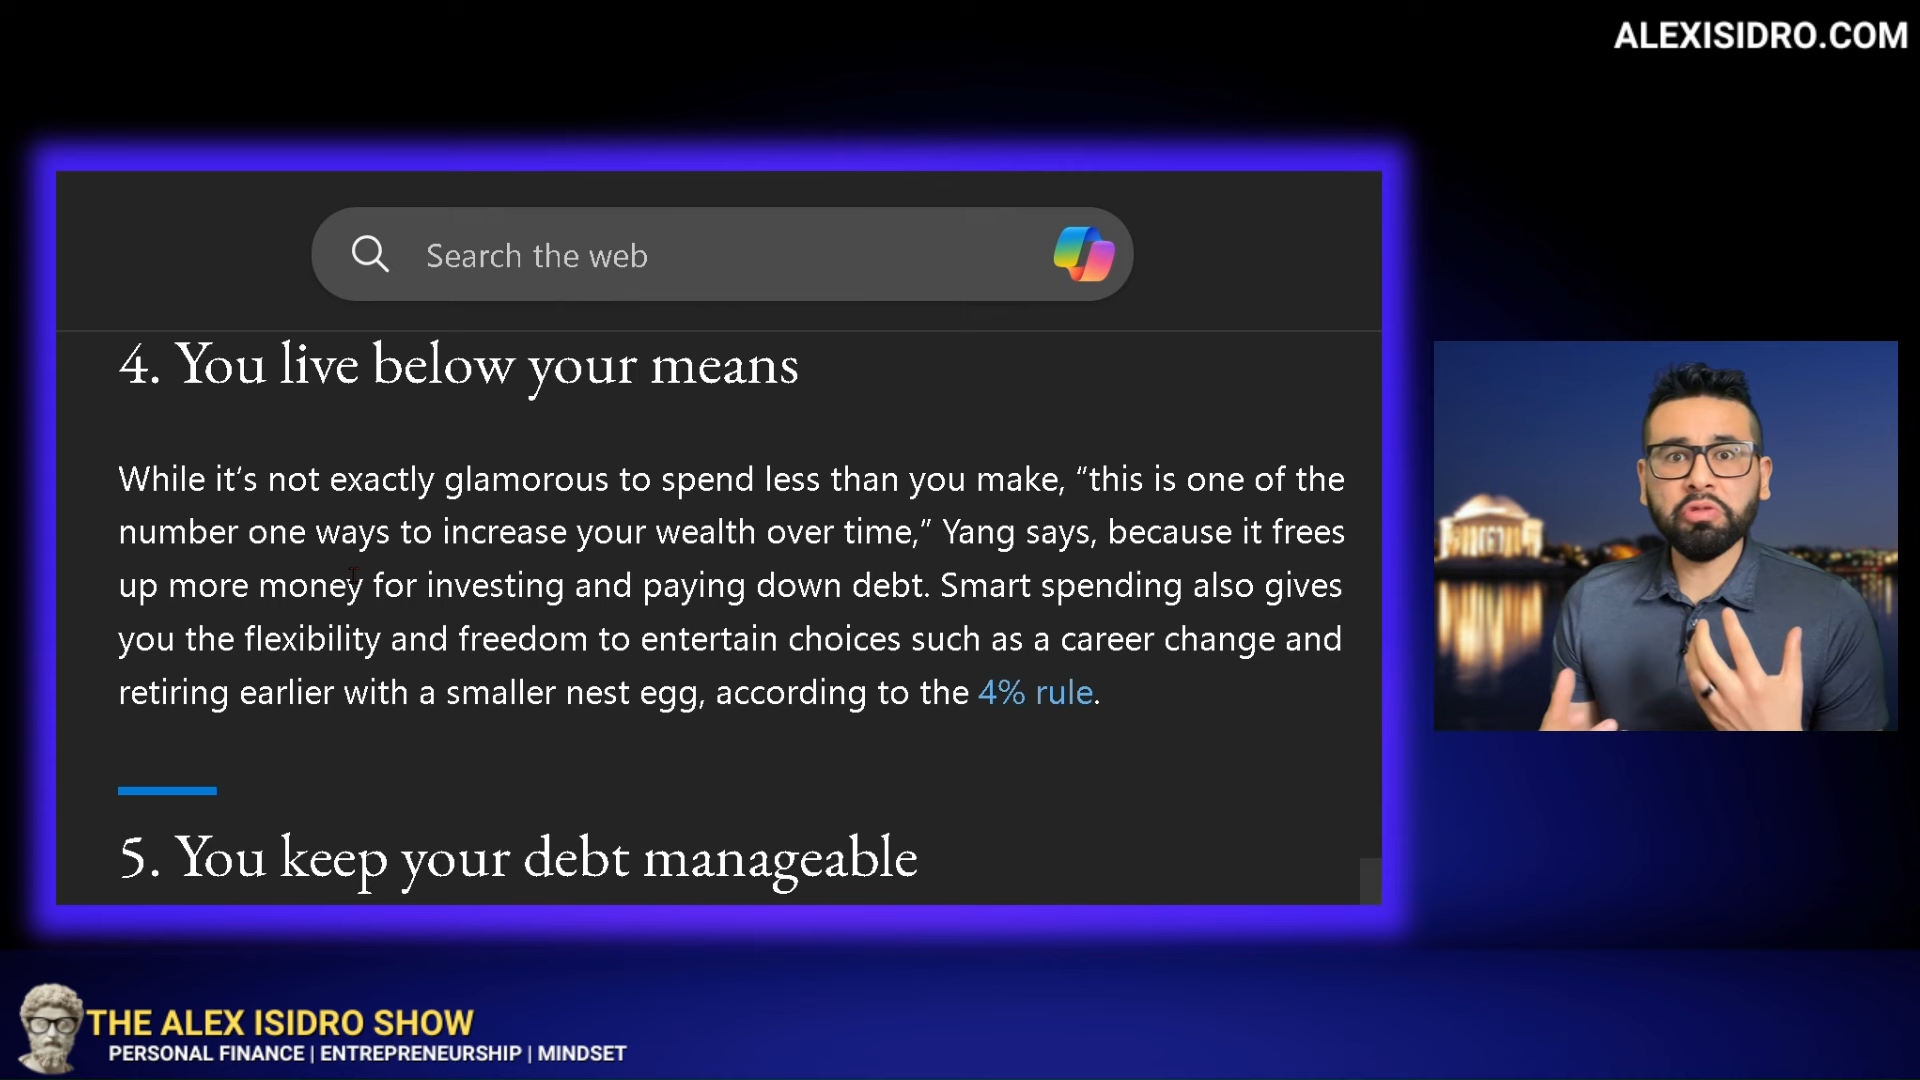 ALEXISIDRO.COM
Search the web
4. You live below your means
While it’s not exactly glamorous to spend less than you make, “this is one of the
number one ways to increase your wealth over time,” Yang says, because it frees
up more money for investing and paying down debt. Smart spending also gives
you the flexibility and freedom to entertain choices such as a career change and
retiring earlier with a smaller nest egg, according to the 4% rule.
5. You keep your debt manageable
THE ALEX ISIDRO SHOW
PERSONAL FINANCE | ENTREPRENEURSHIP | MINDSET